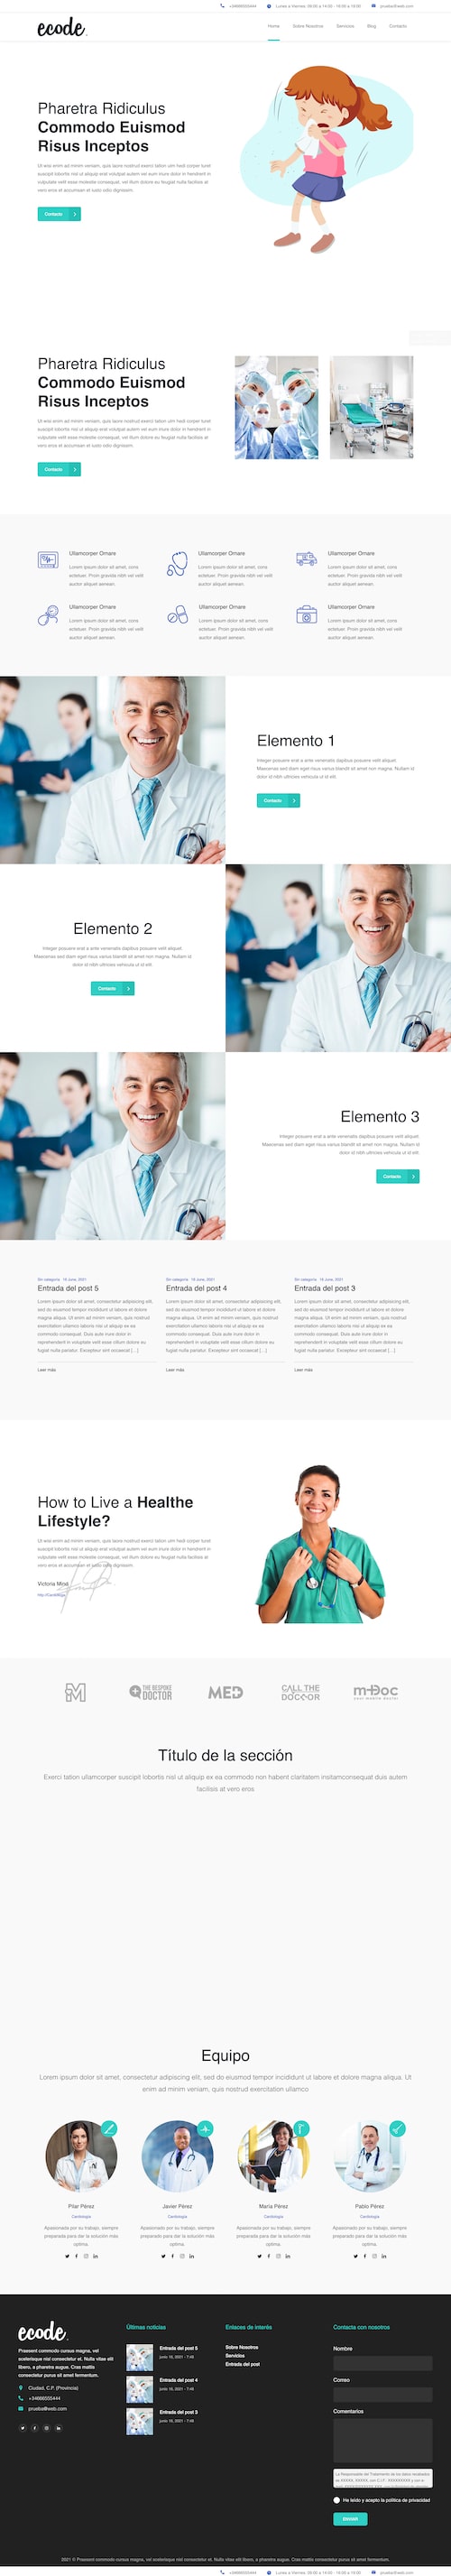 +34666555444 Lunes a Viernes: 09:00 a 14:00 - 16:00 a 19:00 prueba@web.com
ecode.
Home Sobre Nosotros Servicios Blog Contacto
Pharetra Ridiculus
Commodo Euismod
Risus Inceptos
Ut wisi enim ad minim veniam, quis laore nostrud exerci tation ulm hedi corper turet
suscipit lobortis nisl ut aliquip erat volutpat autem vel eum iriure dolor in hendrerit in
vulputate velit esse molestie consequat, vel illum dolore eu feugiat nulla facilisis at
vero eros et accumsan et iusto odio dignissim.
Contacto
Pharetra Ridiculus
Commodo Euismod
Risus Inceptos
Ut wisi enim ad minim veniam, quis laore nostrud exerci tation ulm hedi corper turet
suscipit lobortis nisl ut aliquip erat volutpat autem vel eum iriure dolor in hendrerit in
vulputate velit esse molestie consequat, vel illum dolore eu feugiat nulla facilisis at
vero eros et accumsan et iusto odio dignissim.
Contacto
Ullamcorper Ornare
Lorem ipsum dolor sit amet, cons
ectetuer. Proin gravida nibh vel velit
auctor aliquet aenean.
Ullamcorper Ornare
Lorem ipsum dolor sit amet, cons
ectetuer. Proin gravida nibh vel velit
auctor aliquet aenean.
Ullamcorper Ornare
Lorem ipsum dolor sit amet, cons
ectetuer. Proin gravida nibh vel velit
auctor aliquet aenean.
Ullamcorper Ornare
Lorem ipsum dolor sit amet, cons
ectetuer. Proin gravida nibh vel velit
auctor aliquet aenean.
Ullamcorper Ornare
Lorem ipsum dolor sit amet, cons
ectetuer. Proin gravida nibh vel velit
auctor aliquet aenean.
Ullamcorper Ornare
Lorem ipsum dolor sit amet, cons
ectetuer. Proin gravida nibh vel velit
auctor aliquet aenean.
Elemento 1
Integer posuere erat a ante venenatis dapibus posuere velit aliquet.
Maecenas sed diam eget risus varius blandit sit amet non magna. Nullam id
dolor id nibh ultricies vehicula ut id elit.
Contacto
Elemento 2
Integer posuere erat a ante venenatis dapibus posuere velit aliquet.
Maecenas sed diam eget risus varius blandit sit amet non magna. Nullam id
dolor id nibh ultricies vehicula ut id elit.
Contacto
Elemento 3
Integer posuere erat a ante venenatis dapibus posuere velit aliquet.
Maecenas sed diam eget risus varius blandit sit amet non magna. Nullam id
dolor id nibh ultricies vehicula ut id elit.
Contacto
Sin categoría 16 June, 2021
Entrada del post 5
Lorem ipsum dolor sit amet, consectetur adipisicing elit,
sed do eiusmod tempor incididunt ut labore et dolore
magna aliqua. Ut enim ad minim veniam, quis nostrud
exercitation ullamco laboris nisi ut aliquip ex ea
commodo consequat. Duis aute irure dolor in
reprehenderit in voluptate velit esse cillum dolore eu
fugiat nulla pariatur. Excepteur sint occaecat [...]
Leer más
Sin categoría 16 June, 2021
Entrada del post 4
Lorem ipsum dolor sit amet, consectetur adipisicing elit,
sed do eiusmod tempor incididunt ut labore et dolore
magna aliqua. Ut enim ad minim veniam, quis nostrud
exercitation ullamco laboris nisi ut aliquip ex ea
commodo consequat. Duis aute irure dolor in
reprehenderit in voluptate velit esse cillum dolore eu
fugiat nulla pariatur. Excepteur sint occaecat [...]
Leer más
Sin categoría 16 June, 2021
Entrada del post 3
Lorem ipsum dolor sit amet, consectetur adipisicing elit,
sed do eiusmod tempor incididunt ut labore et dolore
magna aliqua. Ut enim ad minim veniam, quis nostrud
exercitation ullamco laboris nisi ut aliquip ex ea
commodo consequat. Duis aute irure dolor in
reprehenderit in voluptate velit esse cillum dolore eu
fugiat nulla pariatur. Excepteur sint occaecat [...]
Leer más
How to Live a Healthe
Lifestyle?
Ut wisi enim ad minim veniam, quis laore nostrud exerci tation ulm hedi corper turet
suscipit lobortis nisl ut aliquip erat volutpat autem vel eum iriure dolor in hendrerit in
vulputate velit esse molestie consequat, vel illum dolore eu feugiat nulla facilisis at
vero eros et accumsan et iusto odio dignissim.
Victoria Mova
M
THE BESPOKE
DOCTOR
MED
CALL THE
DOCTOR
m-Doc
your mobile doctor
Título de la sección
Exerci tation ullamcorper suscipit lobortis nisl ut aliquip ex ea commodo non habent claritatem insitamconsequat duis autem
facilisis at vero eros
Equipo
Lorem ipsum dolor sit amet, consectetur adipiscing elit, sed do eiusmod tempor incididunt ut labore et dolore magna aliqua. Ut
enim ad minim veniam, quis nostrud exercitation ullamco
Pilar Pérez
Cardiología
Apasionada por su trabajo, siempre
preparada para dar la solución más
optima.
Javier Pérez
Cardiología
Apasionado por su trabajo, siempre
preparada para dar la solución más
optima.
María Pérez
Cardiología
Apasionada por su trabajo, siempre
preparada para dar la solución más
optima.
Pablo Pérez
Cardiología
Apasionado por su trabajo, siempre
preparada para dar la solución más
optima.
ecode.
Praesent commodo cursus magna, vel
scelerisque nisl consectetur et. Nulla vitae elit
libero, a pharetra augue. Cras mattis
consectetur purus sit amet fermentum.
Ciudad, C.P. (Provincia)
+34666555444
prueba@web.com
Últimas noticias
Entrada del post 5
junio 16, 2021 - 7:48
Entrada del post 4
junio 16, 2021 - 7:48
Entrada del post 3
junio 16, 2021 - 7:48
Enlaces de interés
Sobre Nosotros
Servicios
Entrada del post
Contacta con nosotros
Nombre
Correo
Comentarios
La Responsable del Tratamiento de los datos recabados
He leído y acepto la política de privacidad
ENVIAR
2021 © Praesent commodo cursus magna, vel scelerisque nisl consectetur et. Nulla vitae elit libero, a pharetra augue. Cras mattis consectetur purus sit amet fermentum.
+34666555444 Lunes a Viernes: 09:00 a 14:00 - 16:00 a 19:00 prueba@web.com